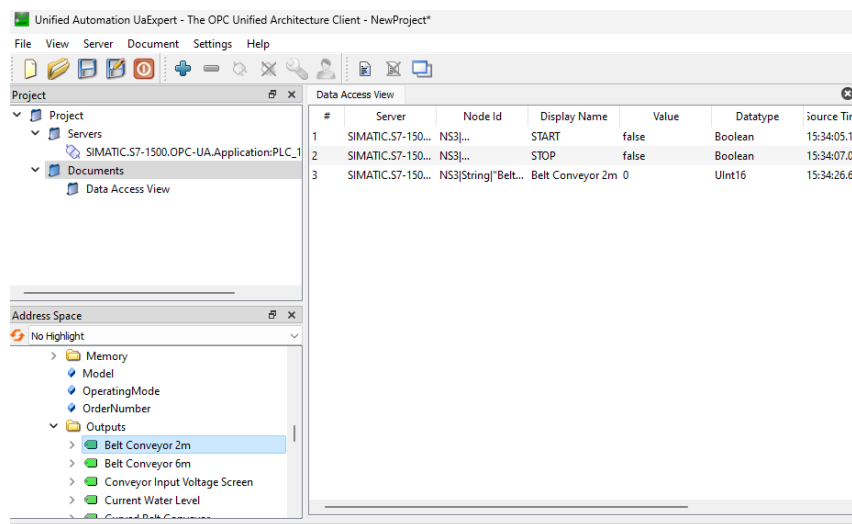 Unified Automation UaExpert - The OPC Unified Architecture Client - NewProject*
File View Server Document Settings Help
Project
Project
Servers
SIMATIC.S7-1500.OPC-UA.Application:PLC_1
Documents
Data Access View
Address Space
No Highlight
Memory
Model
OperatingMode
OrderNumber
Outputs
Belt Conveyor 2m
Belt Conveyor 6m
Conveyor Input Voltage Screen
Current Water Level
Curved Belt Conveyor
Data Access View
# Server Node Id Display Name Value Datatype Source Tir
1 SIMATIC.S7-150... NS3|... START false Boolean 15:34:05.1
2 SIMATIC.S7-150... NS3|... STOP false Boolean 15:34:07.0
3 SIMATIC.S7-150... NS3|String|"Belt... Belt Conveyor 2m 0 UInt16 15:34:26.6